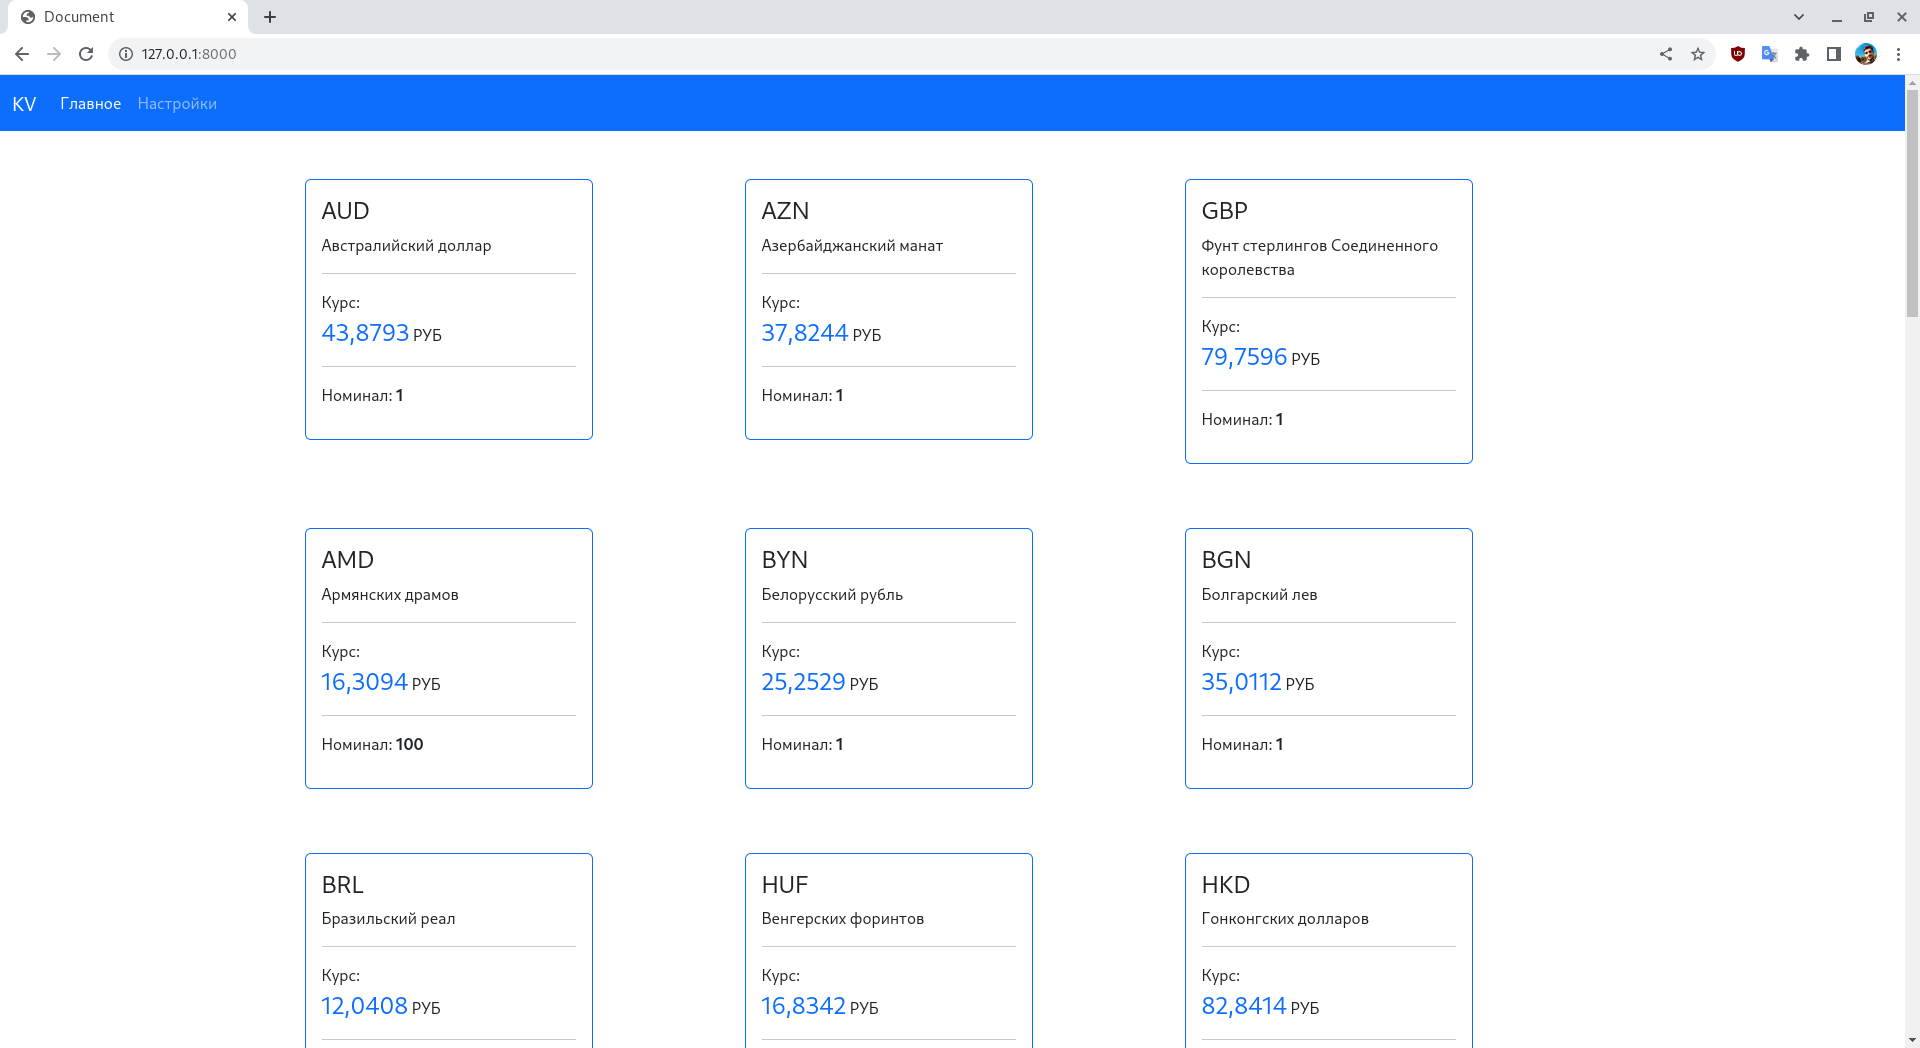 Document
127.0.0.1:8000
KV Главное Настройки
AUD
Австралийский доллар
Курс:
43,8793 РУБ
Номинал: 1
AZN
Азербайджанский манат
Курс:
37,8244 РУБ
Номинал: 1
GBP
Фунт стерлингов Соединенного
королевства
Курс:
79,7596 РУБ
Номинал: 1
AMD
Армянских драмов
Курс:
16,3094 РУБ
Номинал: 100
BYN
Белорусский рубль
Курс:
25,2529 РУБ
Номинал: 1
BGN
Болгарский лев
Курс:
35,0112 РУБ
Номинал: 1
BRL
Бразильский реал
Курс:
12,0408 РУБ
HUF
Венгерских форинтов
Курс:
16,8342 РУБ
HKD
Гонконгских долларов
Курс:
82,8414 РУБ